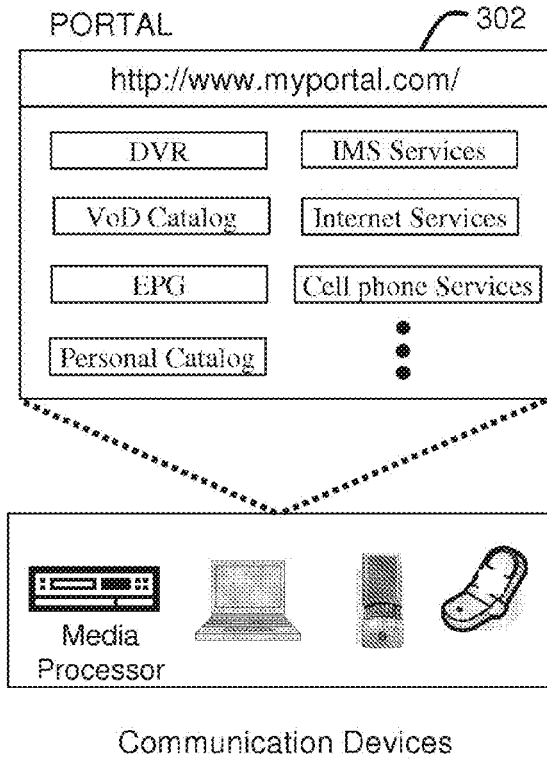 PORTAL
302
http://www.myportal.com/
DVR
IMS Services
VoD Catalog
Internet Services
EPG
Cell phone Services
Personal Catalog
Media
Processor
Communication Devices